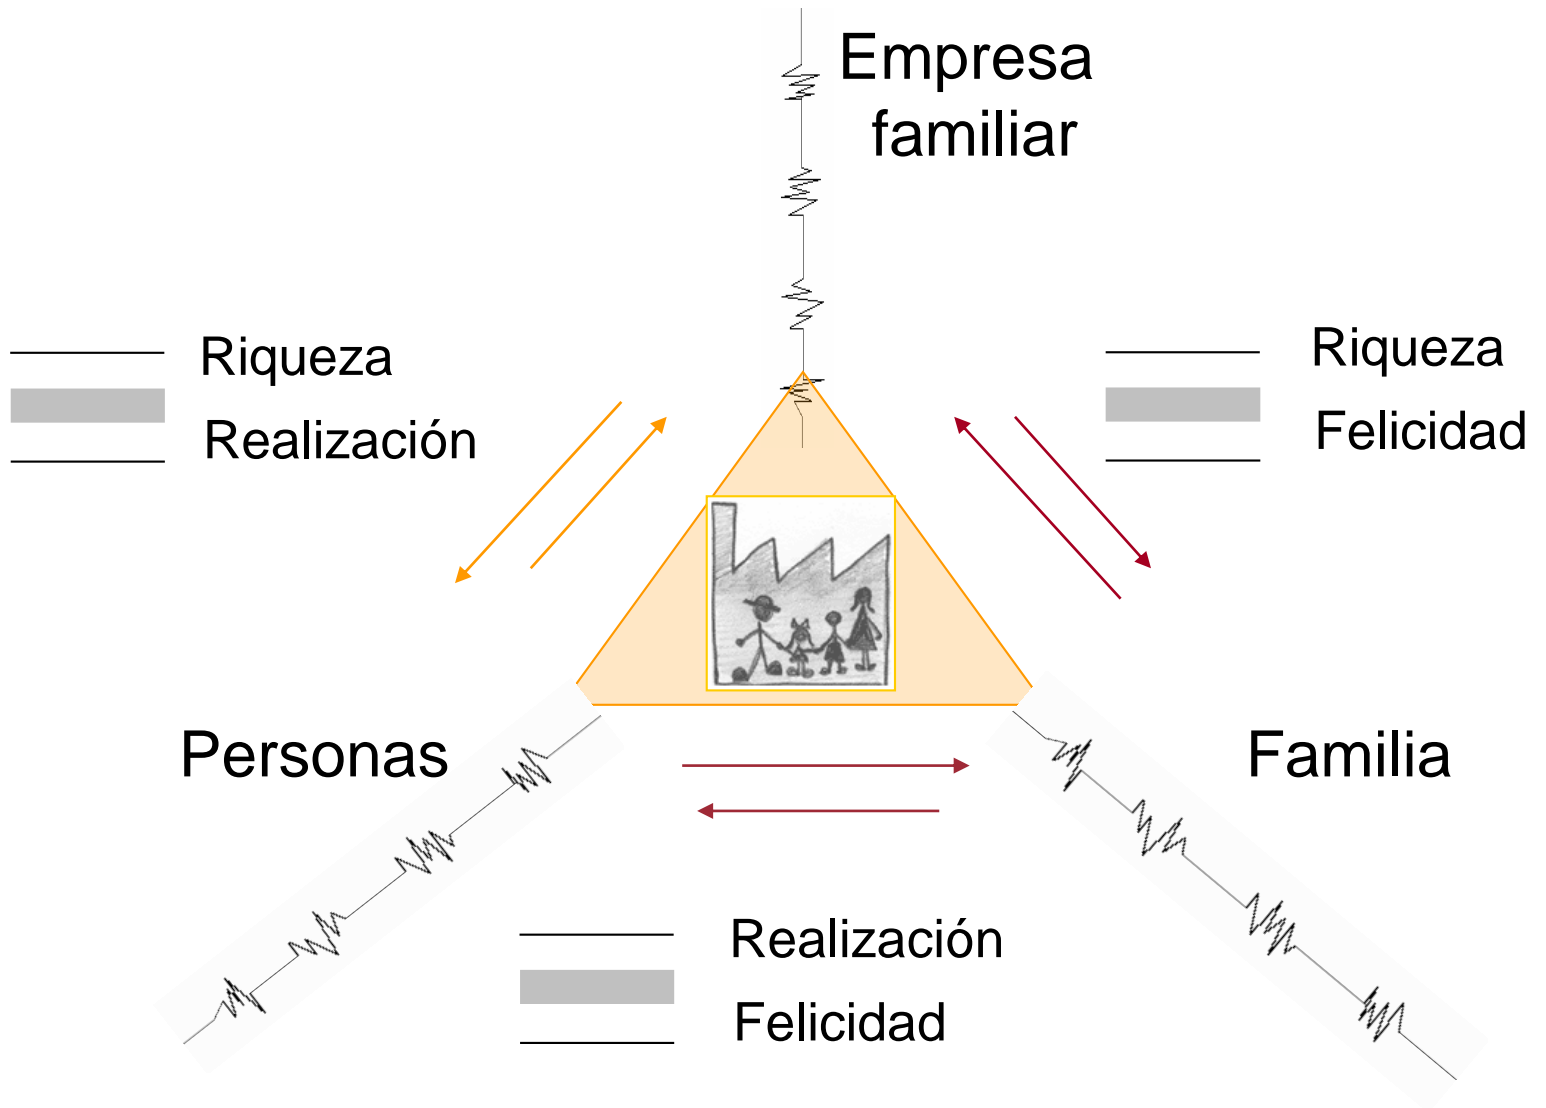 Empresa
familiar
Riqueza
Realización
Riqueza
Felicidad
Personas
Familia
Realización
Felicidad